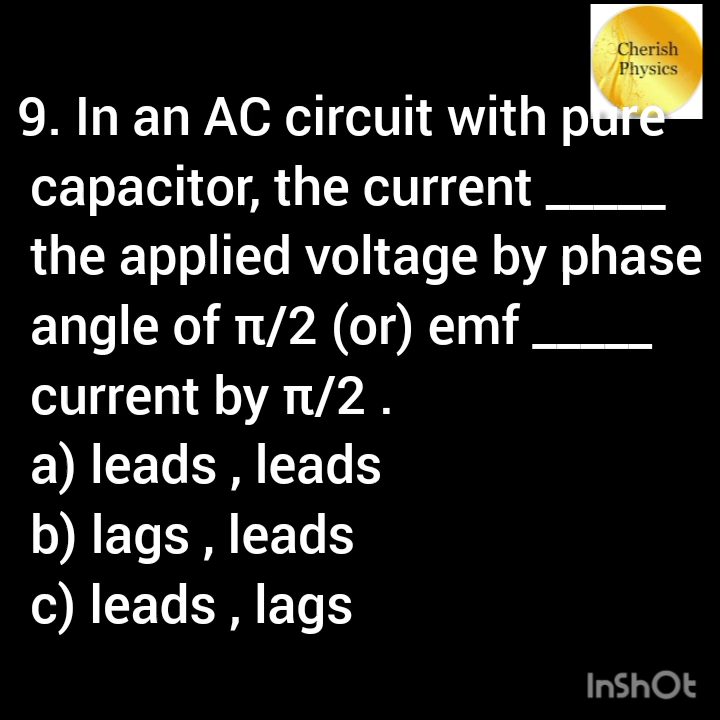 Cherish
Physics
9. In an AC circuit with pure
capacitor, the current _____
the applied voltage by phase
angle of π/2 (or) emf _____
current by π/2 .
a) leads , leads
b) lags , leads
c) leads , lags
InShOt